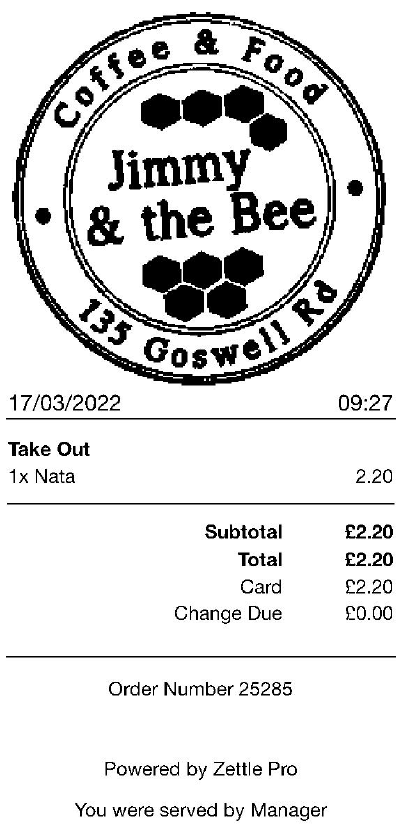 Coffee & Food
Jimmy
& the Bee
135 Goswell Rd
17/03/2022 09:27
Take Out
1x Nata 2.20
Subtotal £2.20
Total £2.20
Card £2.20
Change Due £0.00
Order Number 25285
Powered by Zettle Pro
You were served by Manager